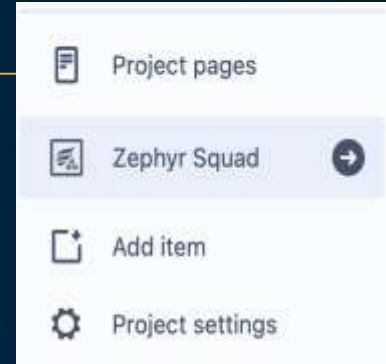 Project pages
Zephyr Squad
Add item
Project settings